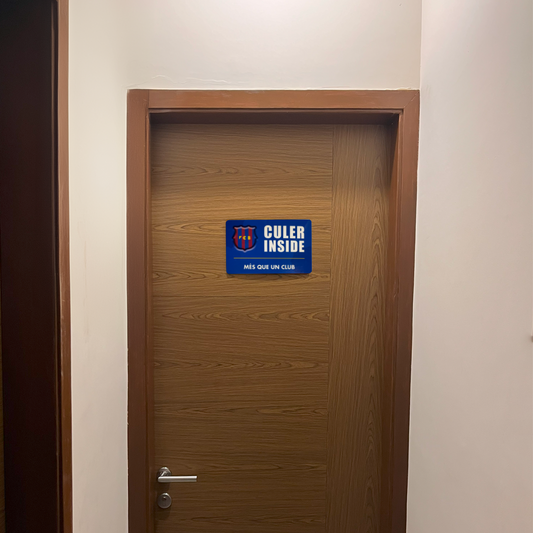 CULER
INSIDE
MÉS QUE UN CLUB